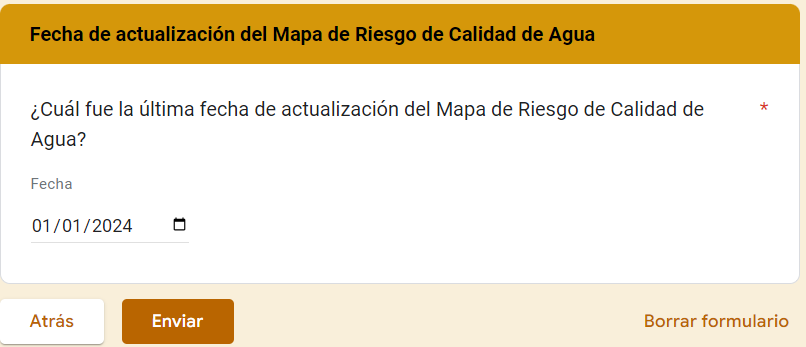 Fecha de actualización del Mapa de Riesgo de Calidad de Agua
¿Cuál fue la última fecha de actualización del Mapa de Riesgo de Calidad de *
Agua?
Fecha
01/01/2024
Atrás Enviar Borrar formulario